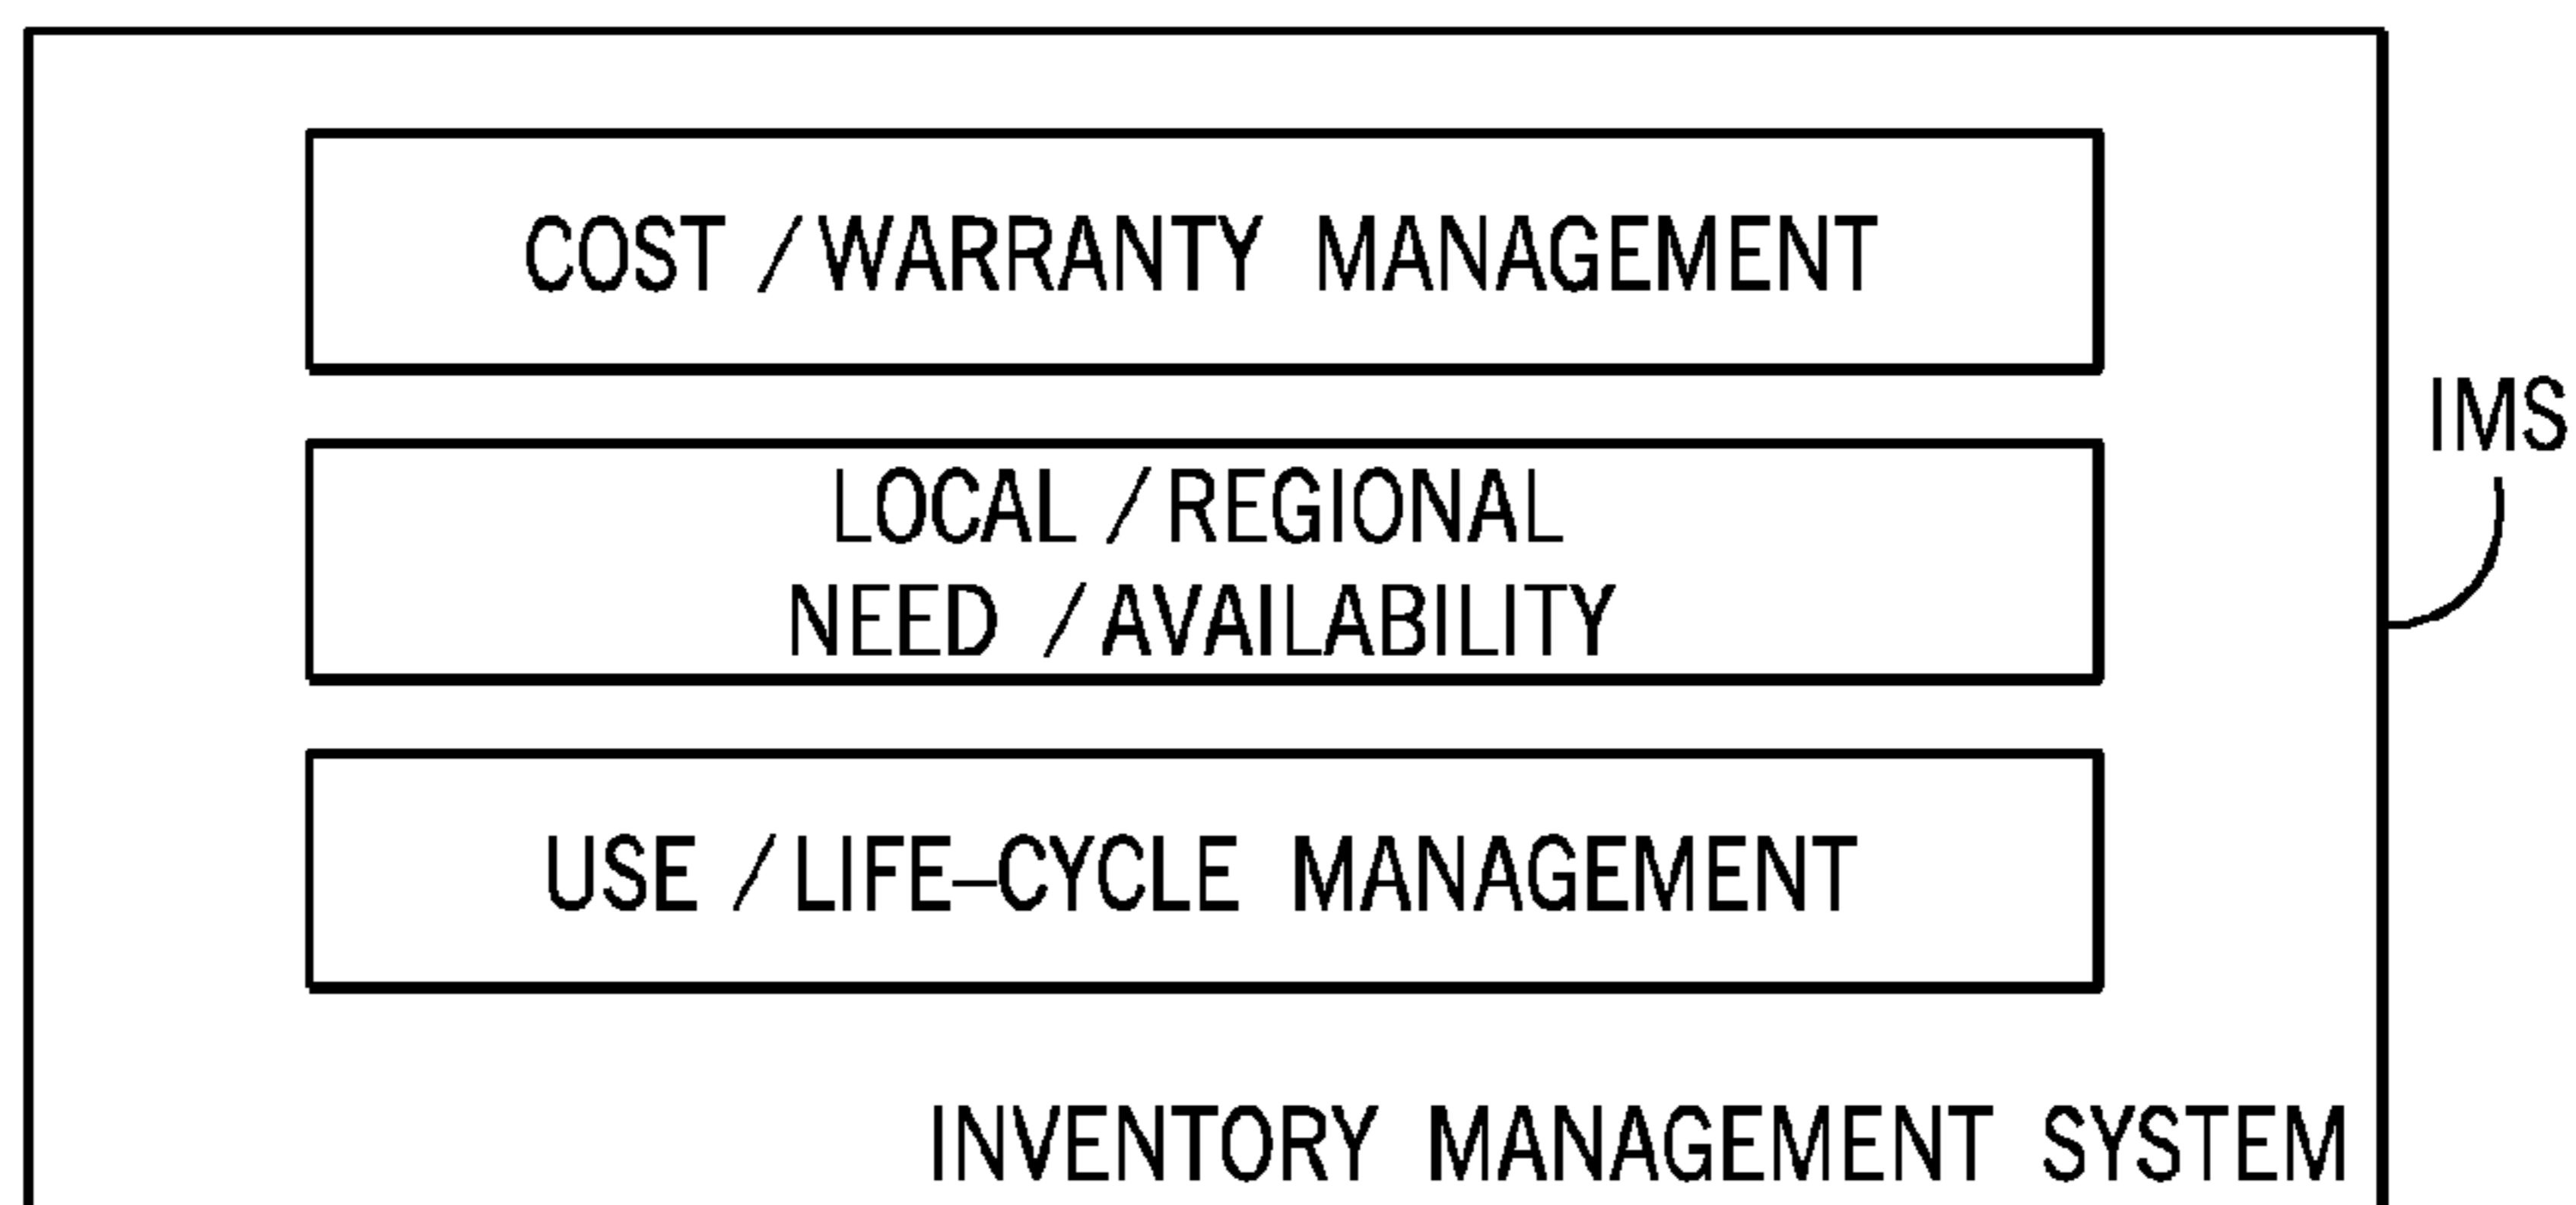 COST / WARRANTY MANAGEMENT
LOCAL / REGIONAL
NEED / AVAILABILITY
IMS
USE / LIFE–CYCLE MANAGEMENT
INVENTORY MANAGEMENT SYSTEM